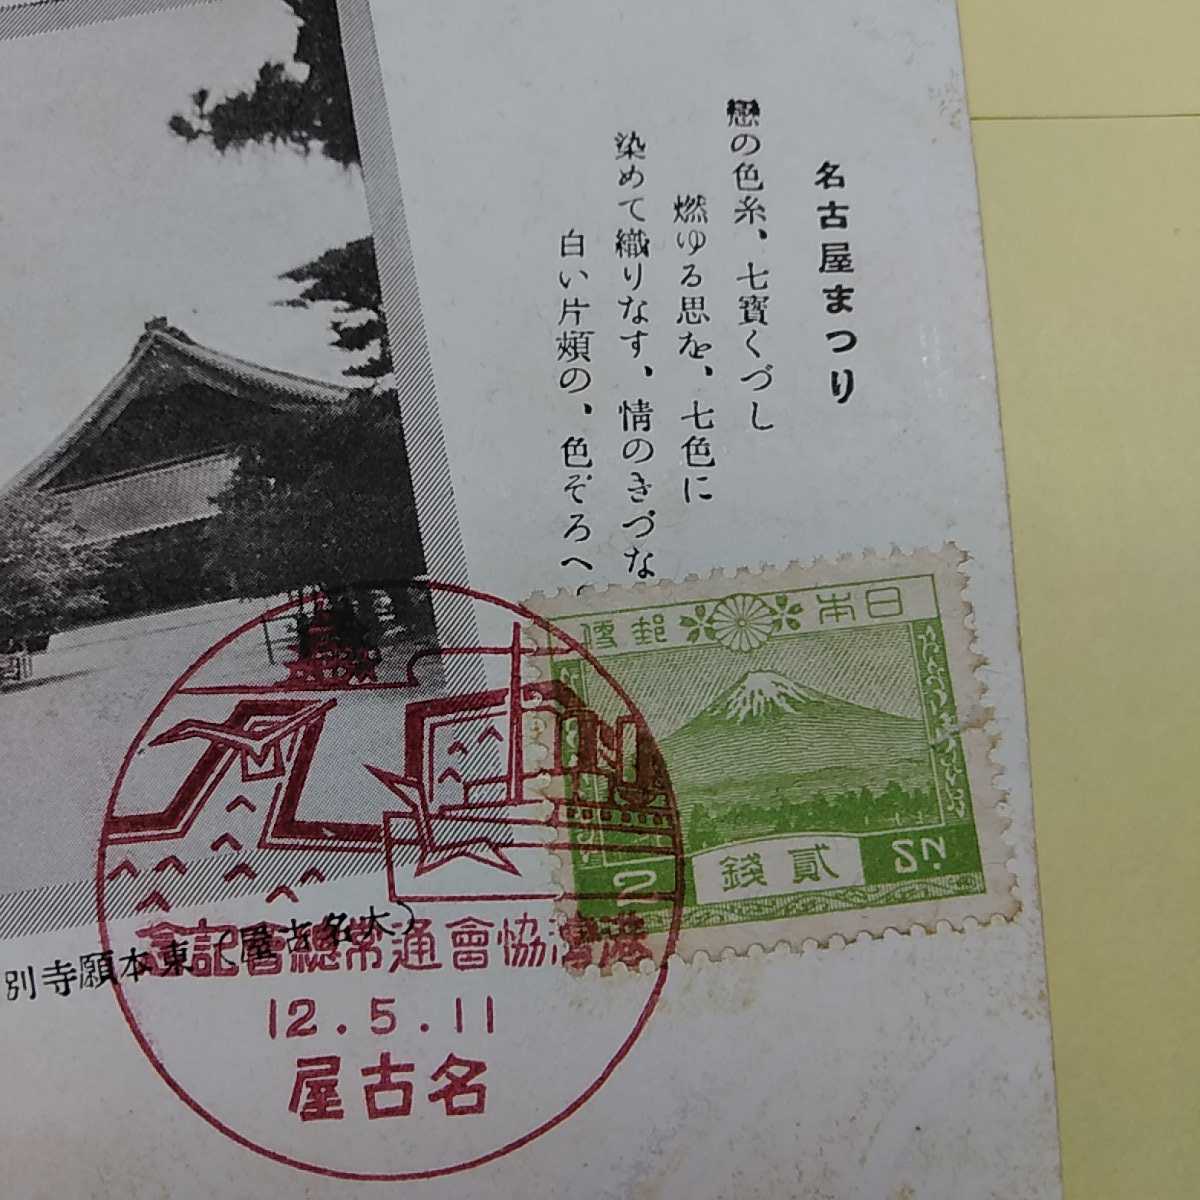 名古屋まつり
戀の色糸、七寶くづし
燃ゆる思を、七色に
染めて織りなす、情のきづな
白い片頰の、色ぞろへ。
日本
郵便
貳錢
2
2 SN
(大名古屋) 東本願寺別
港灣協會通常總會記念
12.5.11
名古屋